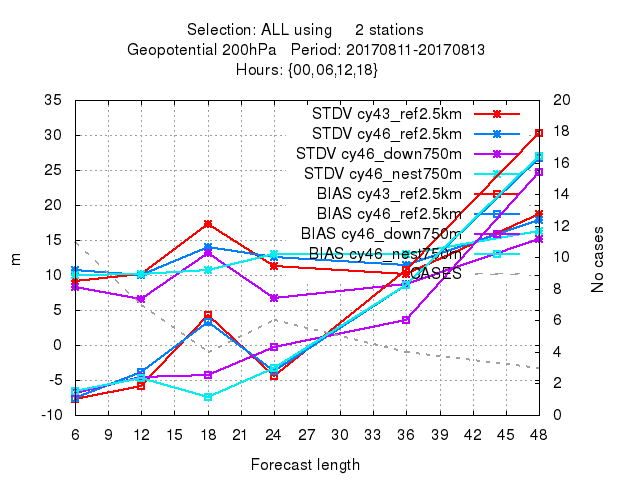 Selection: ALL using 2 stations
Geopotential 200hPa Period: 20170811-20170813
Hours: {00,06,12,18}
STDV cy43_ref2.5km
STDV cy46_ref2.5km
STDV cy46_down750m
STDV cy46_nest750m
BIAS cy43_ref2.5km
BIAS cy46_ref2.5km
BIAS cy46_down750m
BIAS cy46_nest750m
CASES
35
30
25
20
15
10
5
0
-5
-10
m
20
18
16
14
12
10
8
6
4
2
0
No cases
6 9 12 15 18 21 24 27 30 33 36 39 42 45 48
Forecast length